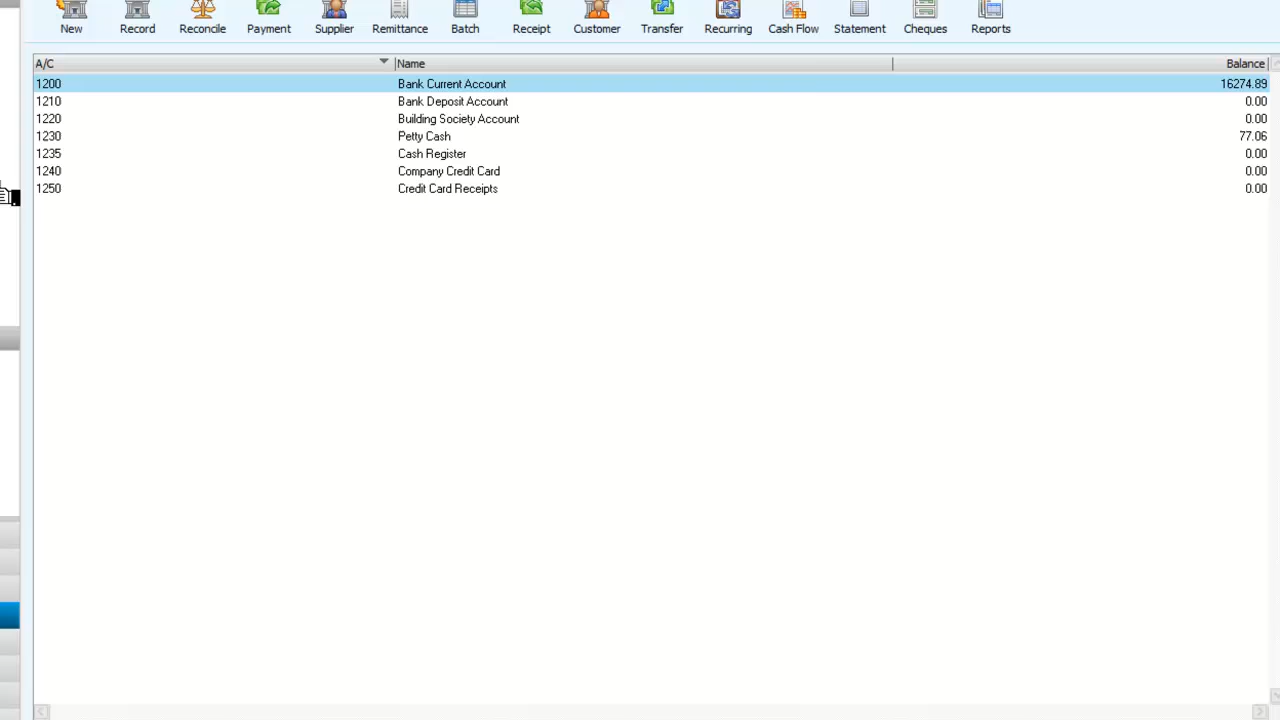 New Record Reconcile Payment Supplier Remittance Batch Receipt Customer Transfer Recurring Cash Flow Statement Cheques Reports
A/C Name Balance
1200 Bank Current Account 16274.89
1210 Bank Deposit Account 0.00
1220 Building Society Account 0.00
1230 Petty Cash 77.06
1235 Cash Register 0.00
1240 Company Credit Card 0.00
1250 Credit Card Receipts 0.00